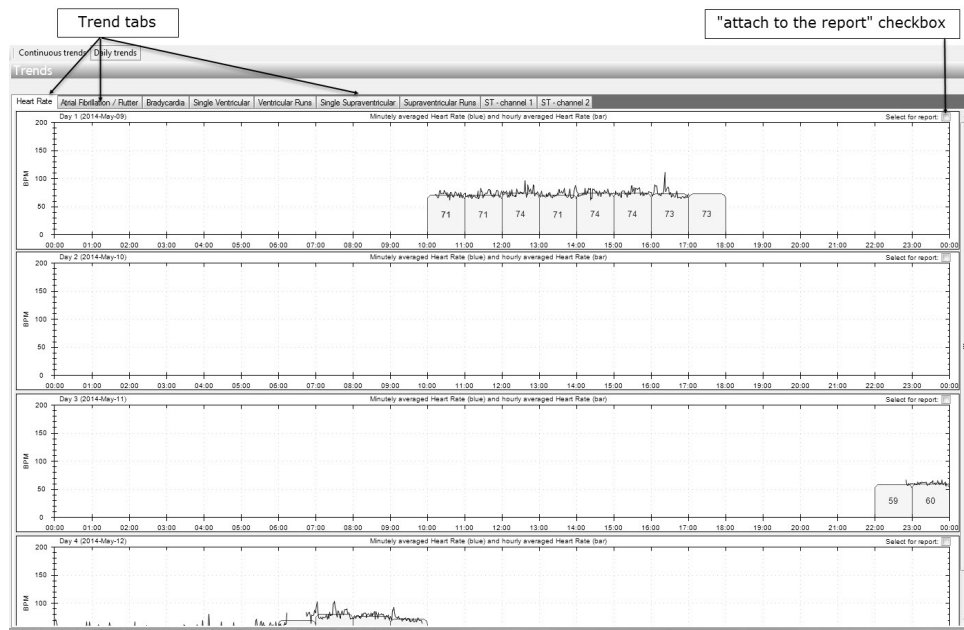 Trend tabs
"attach to the report" checkbox
Continuous trends Daily trends
Trends
Heart Rate Atrial Fibrillation / Flutter Bradycardia Single Ventricular Ventricular Runs Single Supraventricular Supraventricular Runs ST - channel 1 ST - channel 2
Day 1 (2014-May-09) Minutely averaged Heart Rate (blue) and hourly averaged Heart Rate (bar) Select for report:
200
150
BPM
100
50
71 71 74 71 74 74 73 73
0
00:00 01:00 02:00 03:00 04:00 05:00 06:00 07:00 08:00 09:00 10:00 11:00 12:00 13:00 14:00 15:00 16:00 17:00 18:00 19:00 20:00 21:00 22:00 23:00 00:00
Day 2 (2014-May-10) Minutely averaged Heart Rate (blue) and hourly averaged Heart Rate (bar) Select for report:
200
150
BPM
100
50
0
00:00 01:00 02:00 03:00 04:00 05:00 06:00 07:00 08:00 09:00 10:00 11:00 12:00 13:00 14:00 15:00 16:00 17:00 18:00 19:00 20:00 21:00 22:00 23:00 00:00
Day 3 (2014-May-11) Minutely averaged Heart Rate (blue) and hourly averaged Heart Rate (bar) Select for report:
200
150
BPM
100
50
59 60
0
00:00 01:00 02:00 03:00 04:00 05:00 06:00 07:00 08:00 09:00 10:00 11:00 12:00 13:00 14:00 15:00 16:00 17:00 18:00 19:00 20:00 21:00 22:00 23:00 00:00
Day 4 (2014-May-12) Minutely averaged Heart Rate (blue) and hourly averaged Heart Rate (bar) Select for report:
200
150
BPM
100